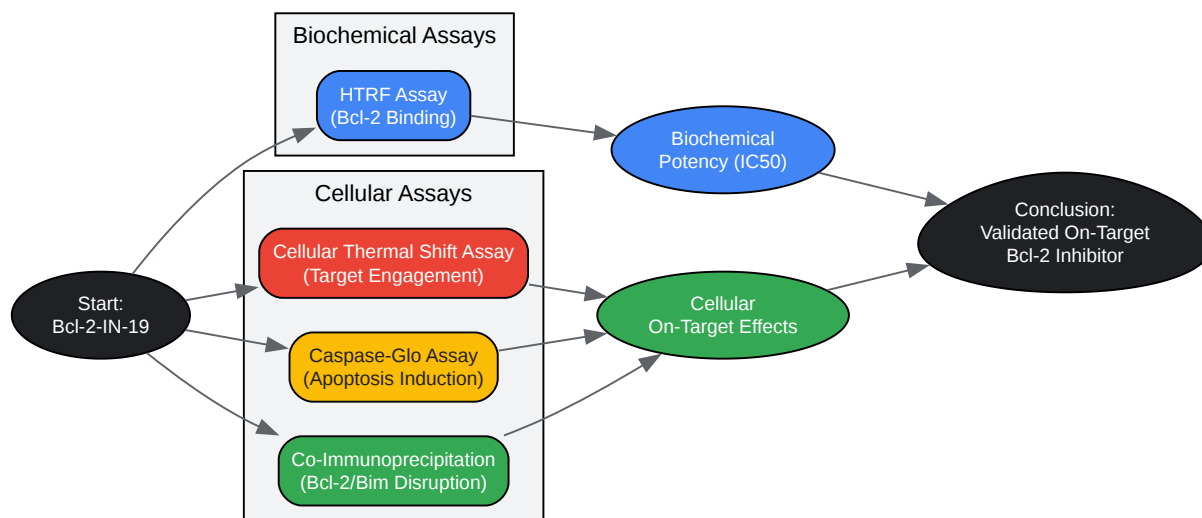 Biochemical Assays
HTRF Assay
(Bcl-2 Binding)
Biochemical
Potency (IC50)
Cellular Assays
Cellular Thermal Shift Assay
(Target Engagement)
Start:
Bcl-2-IN-19
Caspase-Glo Assay
(Apoptosis Induction)
Co-Immunoprecipitation
(Bcl-2/Bim Disruption)
Cellular
On-Target Effects
Conclusion:
Validated On-Target
Bcl-2 Inhibitor